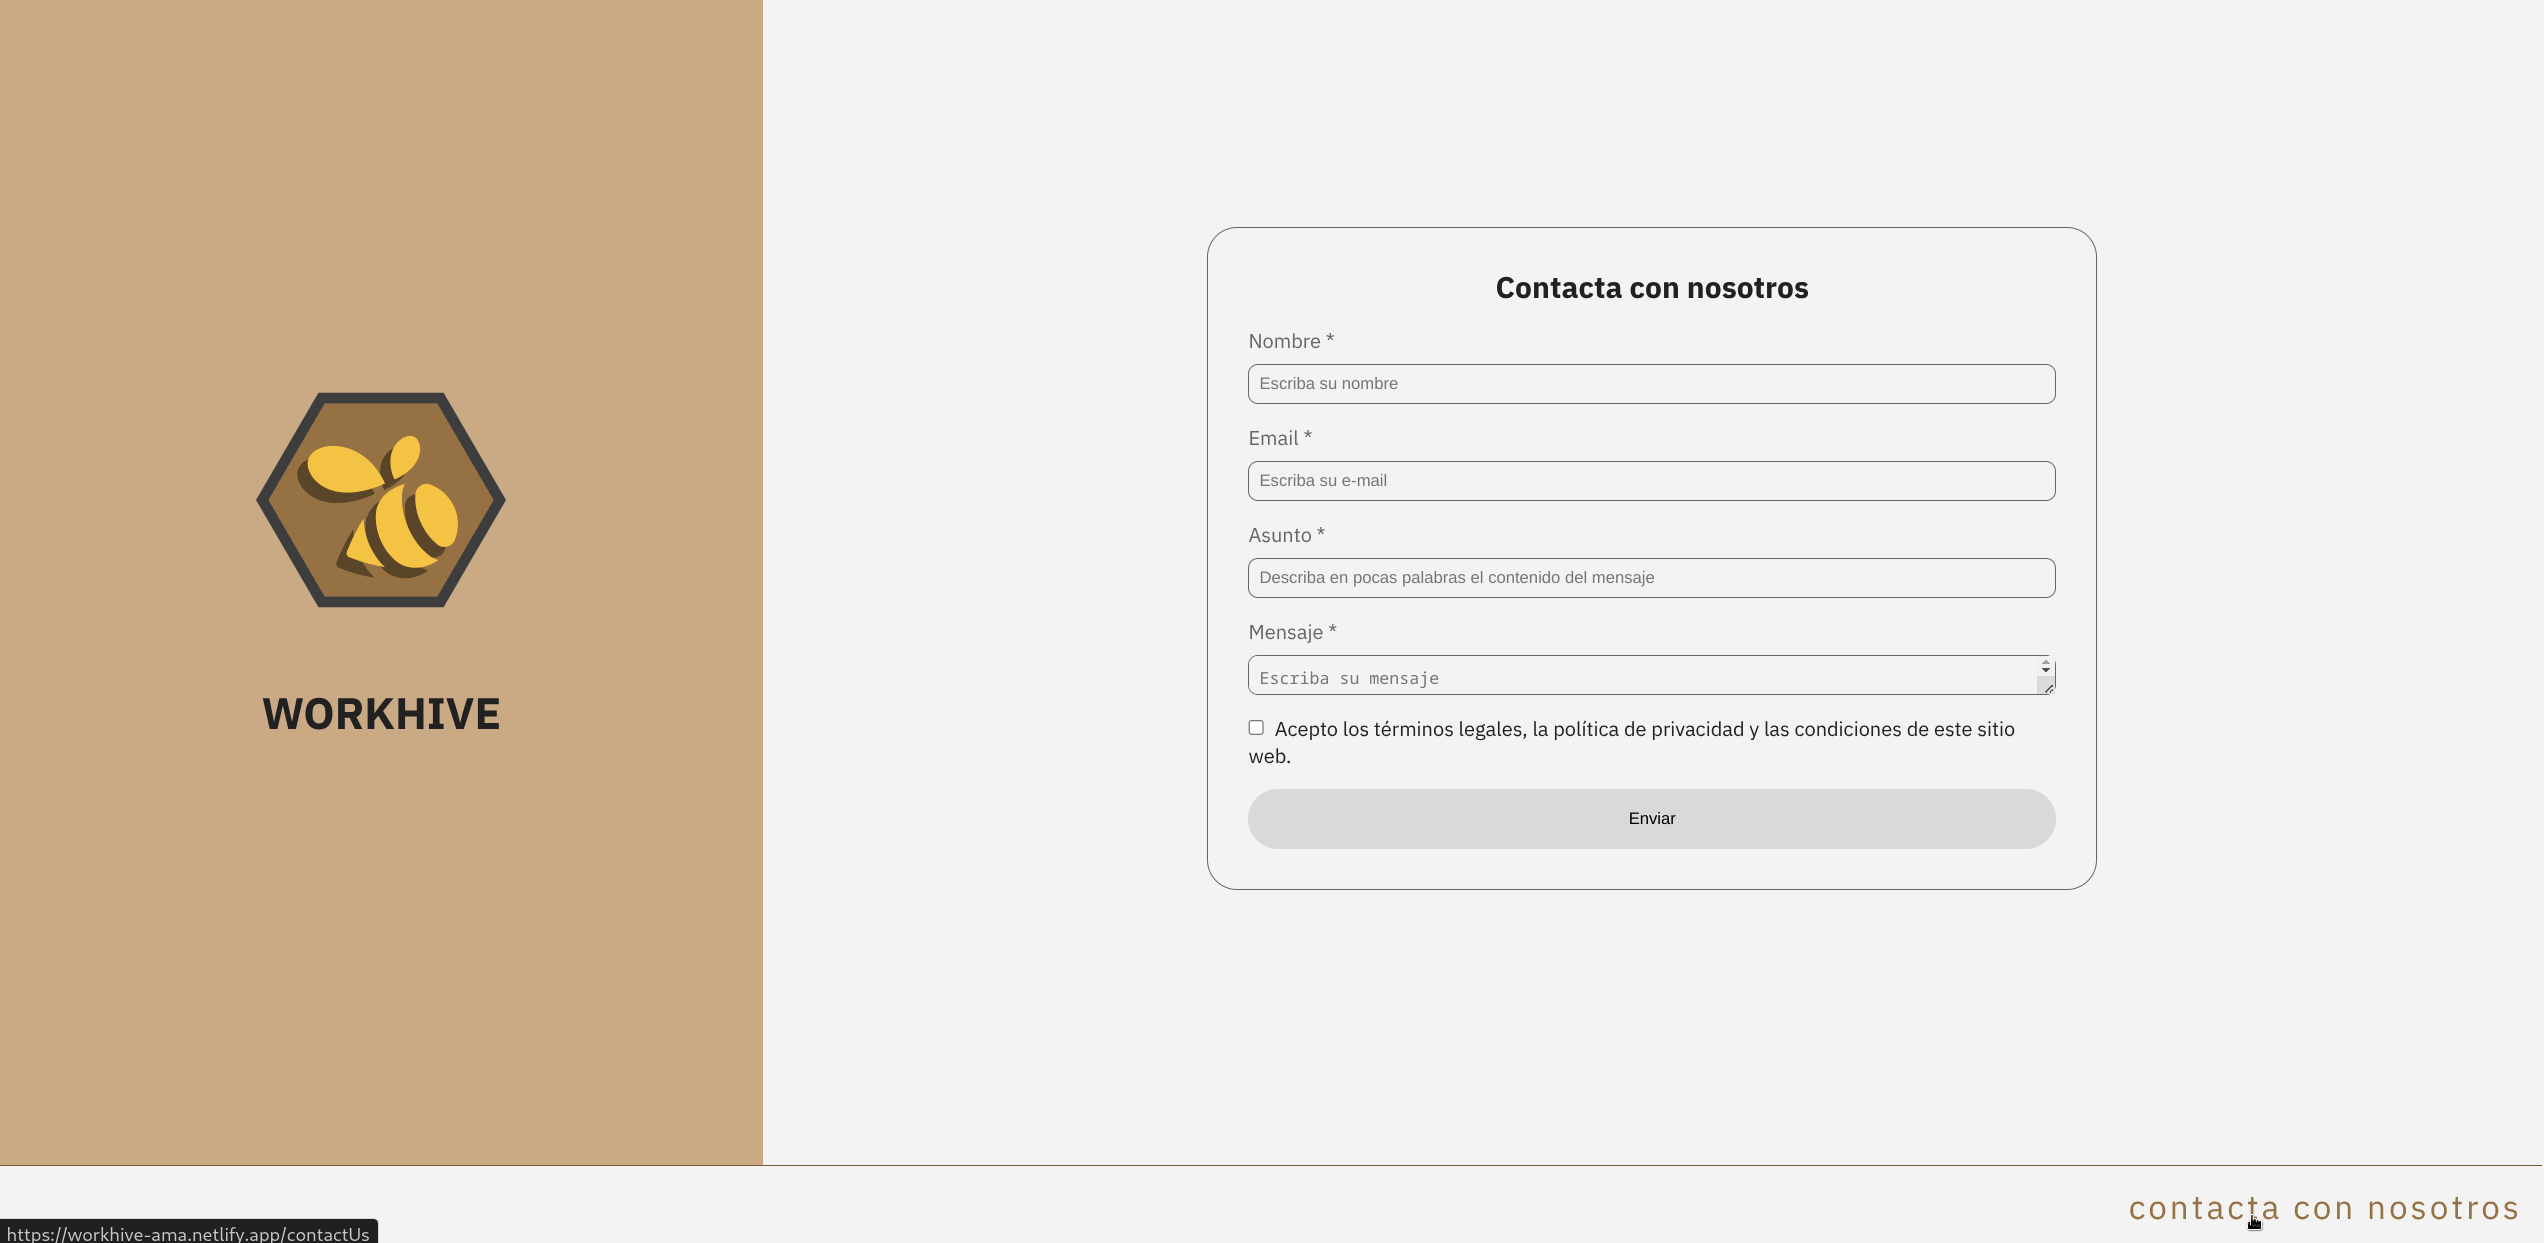 WORKHIVE
Contacta con nosotros
Nombre *
Escriba su nombre
Email *
Escriba su e-mail
Asunto *
Describa en pocas palabras el contenido del mensaje
Mensaje *
Escriba su mensaje
Acepto los términos legales, la política de privacidad y las condiciones de este sitio
web.
Enviar
contacta con nosotros
https://workhive-ama.netlify.app/contactUs